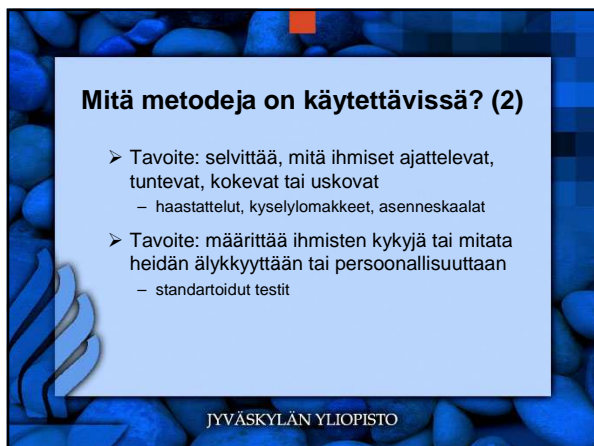 Mitä metodeja on käytettävissä? (2)
➢ Tavoite: selvittää, mitä ihmiset ajattelevat,
tuntevat, kokevat tai uskovat
– haastattelut, kyselylomakkeet, asenneskaalat
➢ Tavoite: määrittää ihmisten kykyjä tai mitata
heidän älykkyyttään tai persoonallisuuttaan
– standartoidut testit
JYVÄSKYLÄN YLIOPISTO